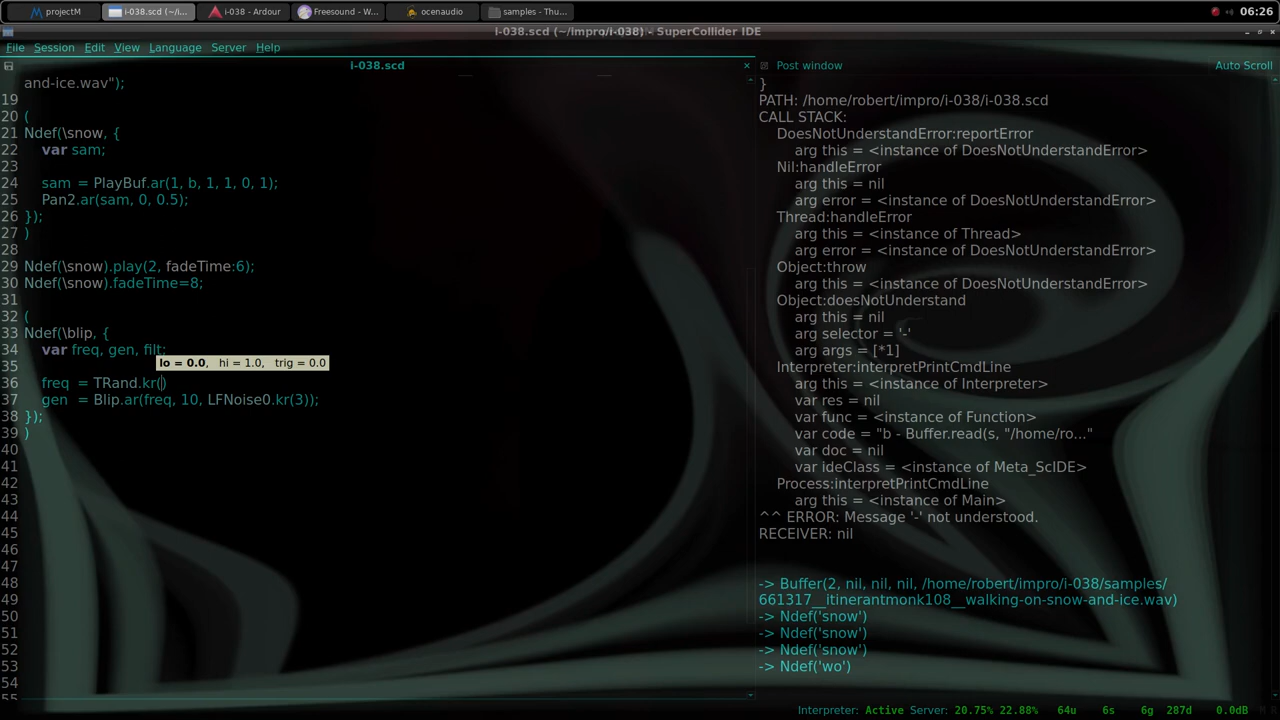 projectM
i-038.scd (~/i...
i-038 - Ardour
Freesound - W...
ocenaudio
samples - Thu...
06:26
i-038.scd (~/impro/i-038) - SuperCollider IDE
File Session Edit View Language Server Help
i-038.scd
Post window
Auto Scroll
and-ice.wav");
19
20 (
21 Ndef(\snow, {
22 var sam;
23
24 sam = PlayBuf.ar(1, b, 1, 1, 0, 1);
25 Pan2.ar(sam, 0, 0.5);
26 });
27 )
28
29 Ndef(\snow).play(2, fadeTime:6);
30 Ndef(\snow).fadeTime=8;
31
32 (
33 Ndef(\blip, {
34 var freq, gen, filt;
lo = 0.0, hi = 1.0, trig = 0.0
35
36 freq = TRand.kr()
37 gen = Blip.ar(freq, 10, LFNoise0.kr(3));
38 });
39 )
40
41
42
43
44
45
46
47
48
49
50
51
52
53
54
55
}
PATH: /home/robert/impro/i-038/i-038.scd
CALL STACK:
DoesNotUnderstandError:reportError
arg this = <instance of DoesNotUnderstandError>
Nil:handleError
arg this = nil
arg error = <instance of DoesNotUnderstandError>
Thread:handleError
arg this = <instance of Thread>
arg error = <instance of DoesNotUnderstandError>
Object:throw
arg this = <instance of DoesNotUnderstandError>
Object:doesNotUnderstand
arg this = nil
arg selector = '-'
arg args = [*1]
Interpreter:interpretPrintCmdLine
arg this = <instance of Interpreter>
var res = nil
var func = <instance of Function>
var code = "b - Buffer.read(s, "/home/ro..."
var doc = nil
var ideClass = <instance of Meta_ScIDE>
Process:interpretPrintCmdLine
arg this = <instance of Main>
^^ ERROR: Message '-' not understood.
RECEIVER: nil
-> Buffer(2, nil, nil, nil, /home/robert/impro/i-038/samples/
661317__itinerantmonk108__walking-on-snow-and-ice.wav)
-> Ndef('snow')
-> Ndef('snow')
-> Ndef('snow')
-> Ndef('wo')
Interpreter: Active Server: 20.75% 22.88% 64u 6s 6g 287d 0.0dB